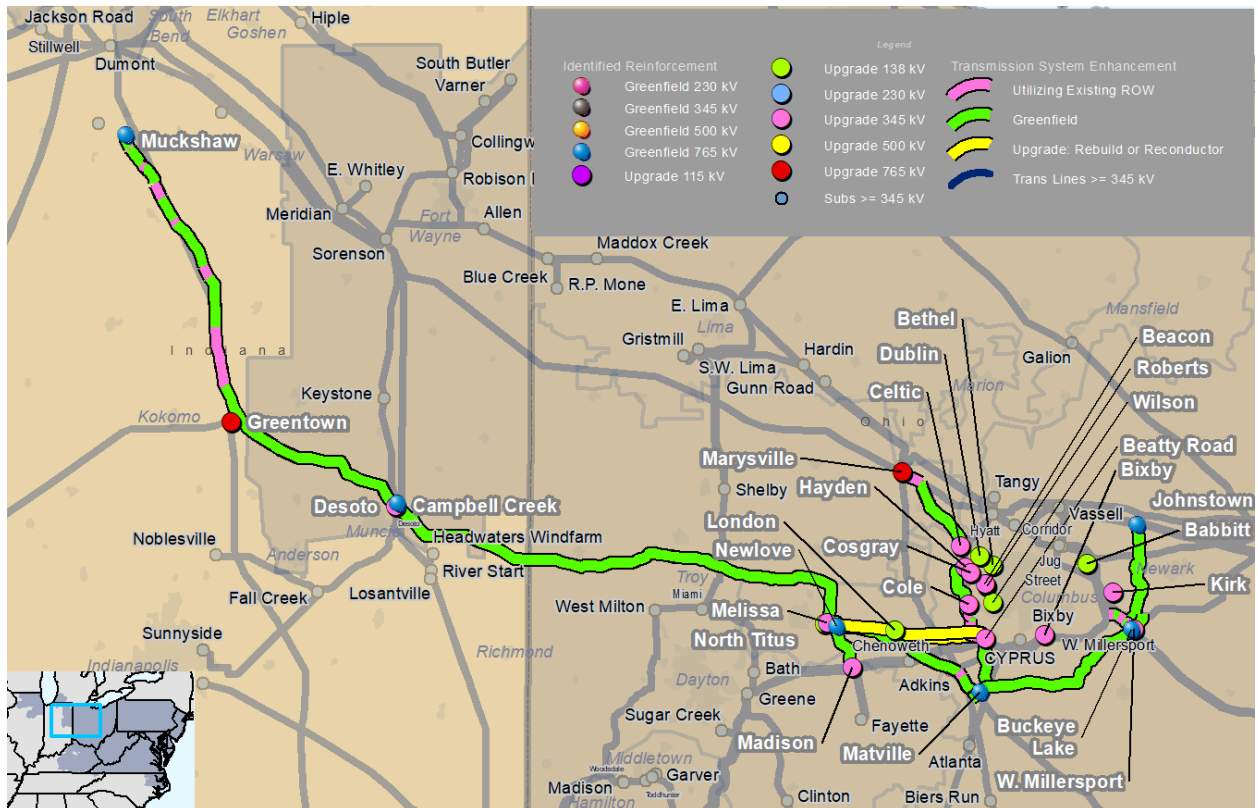 Jackson Road
Stillwell
Dumont
South
Bend
Elkhart
Goshen
Hiple
South Butler
Varner
Muckshaw
Warsaw
E. Whitley
Meridian
Sorenson
Collingw
Robison
Fort
Wayne
Allen
Legend
Identified Reinforcement
Greenfield 230 kV
Greenfield 345 kV
Greenfield 500 kV
Greenfield 765 kV
Upgrade 115 kV
Upgrade 138 kV
Upgrade 230 kV
Upgrade 345 kV
Upgrade 500 kV
Upgrade 765 kV
Subs >= 345 kV
Transmission System Enhancement
Utilizing Existing ROW
Greenfield
Upgrade: Rebuild or Reconductor
Trans Lines >= 345 kV
Maddox Creek
Blue Creek
R.P. Mone
E. Lima
Lima
Gristmill
S.W. Lima
Gunn Road
Hardin
Marion
Galion
Mansfield
Indiana
Ohio
Bethel
Dublin
Celtic
Beacon
Roberts
Wilson
Beatty Road
Bixby
Keystone
Kokomo
Greentown
Marysville
Hayden
Shelby
Tangy
Hyatt
Corridor
Vassell
Johnstown
Babbitt
Desoto
Campbell Creek
Desoto
Muncie
Headwaters Windfarm
London
Newlove
Cosgray
Jug
Street
Newark
Noblesville
Anderson
River Start
Fall Creek
Losantville
Troy
Miami
West Milton
Melissa
North Titus
Cole
Columbus
Bixby
Kirk
Sunnyside
Indianapolis
Richmond
Chenoweth
CYPRUS
W. Millersport
Bath
Dayton
Greene
Adkins
Sugar Creek
Fayette
Madison
Matville
Buckeye
Lake
W. Millersport
Middletown
Woodsdale
Garver
Madison
Todhunter
Hamilton
Clinton
Atlanta
Biers Run